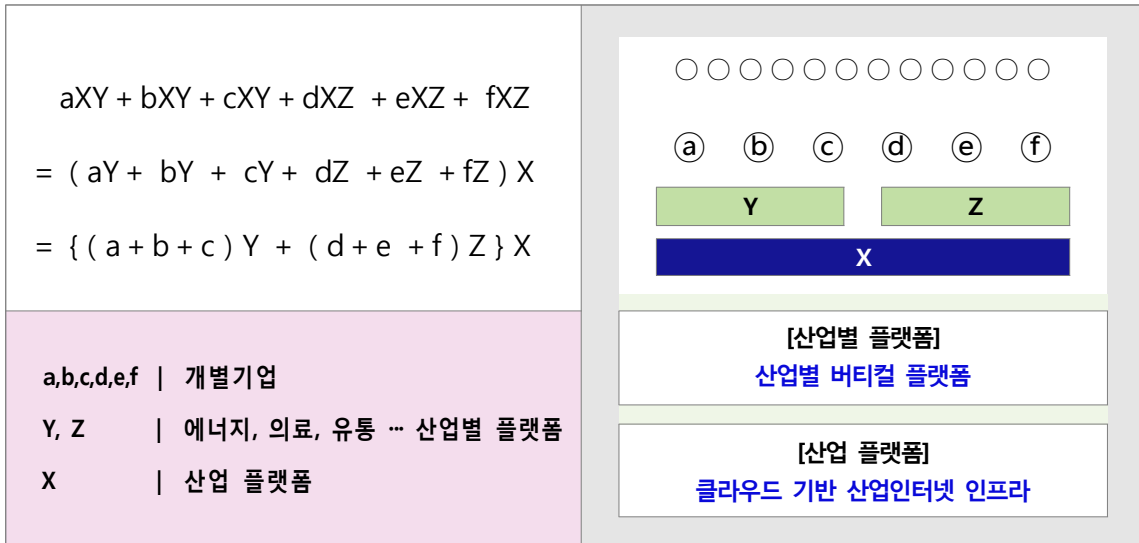 aXY + bXY + cXY + dXZ + eXZ + fXZ
= ( aY + bY + cY + dZ + eZ + fZ ) X
= { ( a + b + c ) Y + ( d + e + f ) Z } X
a,b,c,d,e,f | 개별기업
Y, Z | 에너지, 의료, 유통 … 산업별 플랫폼
X | 산업 플랫폼
ⓐ ⓑ ⓒ ⓓ ⓔ ⓕ
Y Z
X
[산업별 플랫폼]
산업별 버티컬 플랫폼
[산업 플랫폼]
클라우드 기반 산업인터넷 인프라